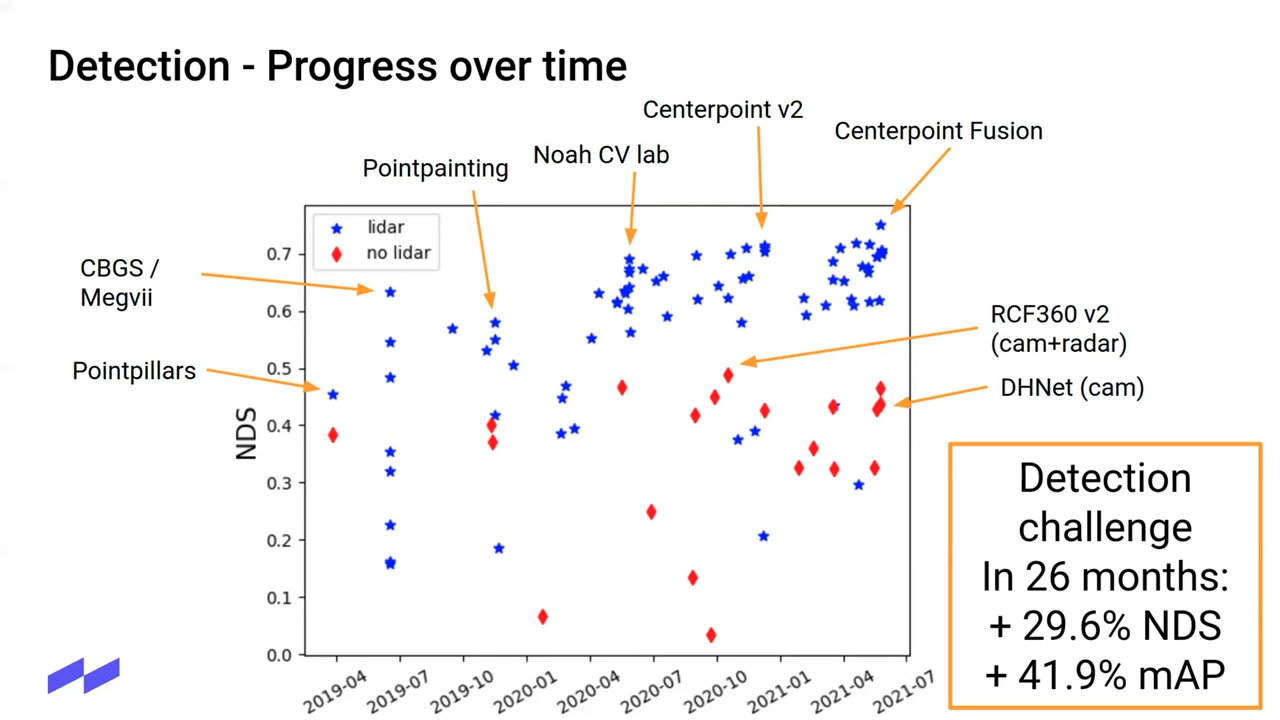 Detection - Progress over time
Centerpoint v2
Centerpoint Fusion
Noah CV lab
Pointpainting
lidar
no lidar
CBGS /
Megvii
Pointpillars
RCF360 v2
(cam+radar)
DHNet (cam)
NDS
0.7
0.6
0.5
0.4
0.3
0.2
0.1
0.0
2019-04
2019-07
2019-10
2020-01
2020-04
2020-07
2020-10
2021-01
2021-04
2021-07
Detection
challenge
In 26 months:
+ 29.6% NDS
+ 41.9% mAP